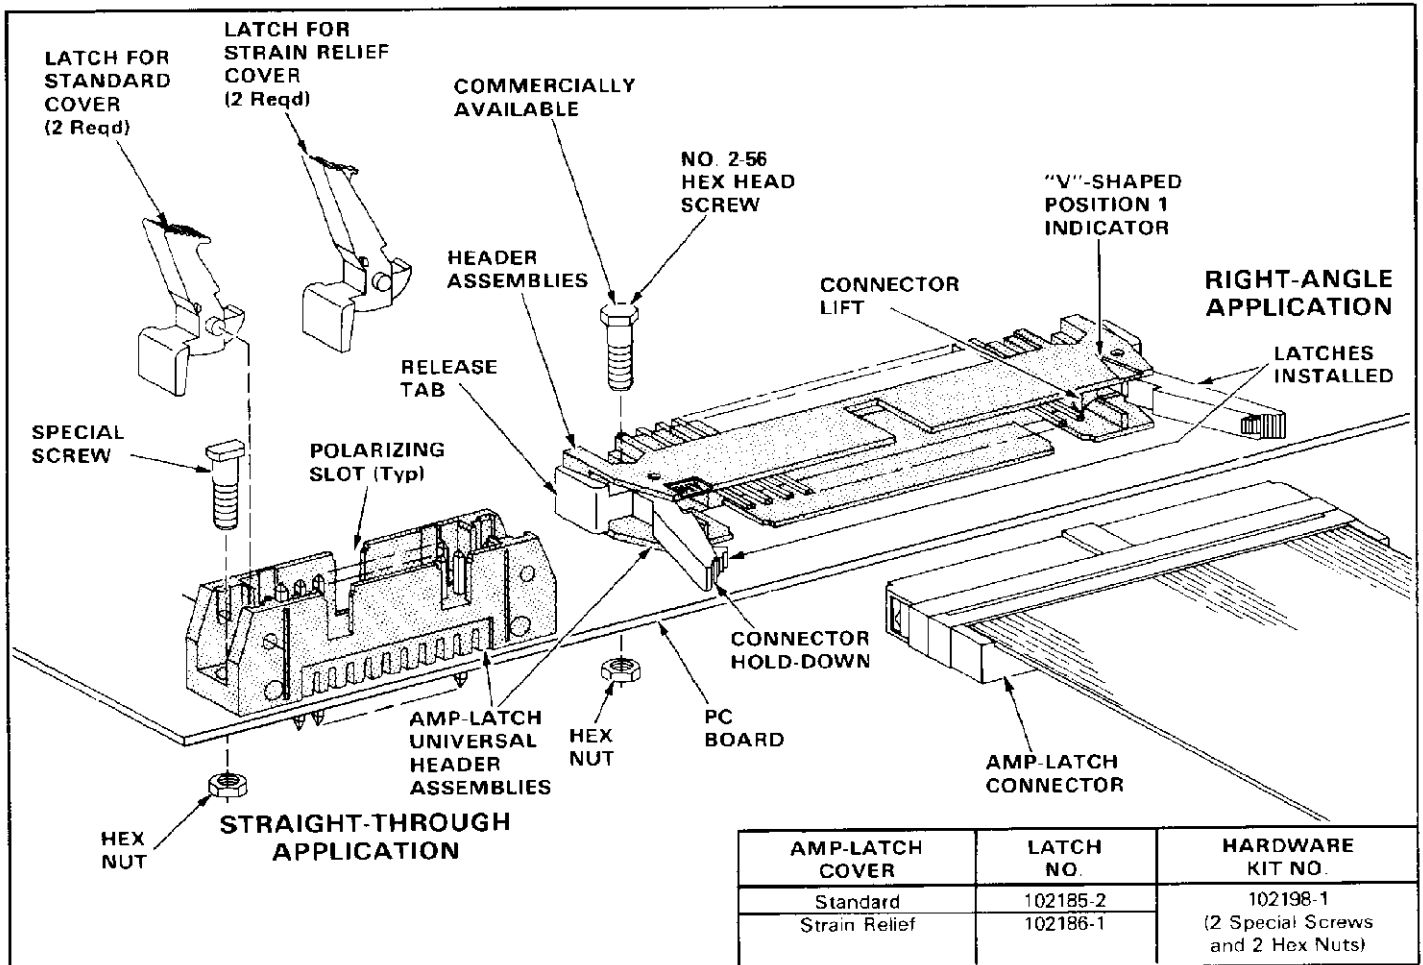 LATCH FOR
STANDARD
COVER
(2 Reqd)
LATCH FOR
STRAIN RELIEF
COVER
(2 Reqd)
COMMERCIALLY
AVAILABLE
NO. 2-56
HEX HEAD
SCREW
"V"-SHAPED
POSITION 1
INDICATOR
HEADER
ASSEMBLIES
CONNECTOR
LIFT
RIGHT-ANGLE
APPLICATION
RELEASE
TAB
LATCHES
INSTALLED
SPECIAL
SCREW
POLARIZING
SLOT (Typ)
CONNECTOR
HOLD-DOWN
AMP-LATCH
UNIVERSAL
HEADER
ASSEMBLIES
HEX
NUT
PC
BOARD
AMP-LATCH
CONNECTOR
HEX
NUT
STRAIGHT-THROUGH
APPLICATION
AMP-LATCH
COVER
LATCH
NO.
HARDWARE
KIT NO.
Standard
102185-2
102198-1
(2 Special Screws
and 2 Hex Nuts)
Strain Relief
102186-1